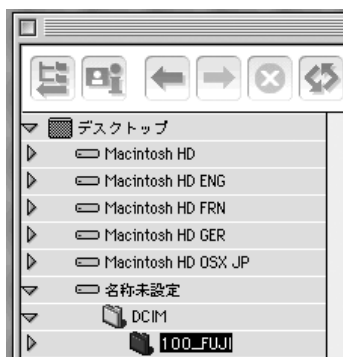 デスクトップ
Macintosh HD
Macintosh HD ENG
Macintosh HD FRN
Macintosh HD GER
Macintosh HD OSX JP
名称未設定
DCIM
100_FUJI